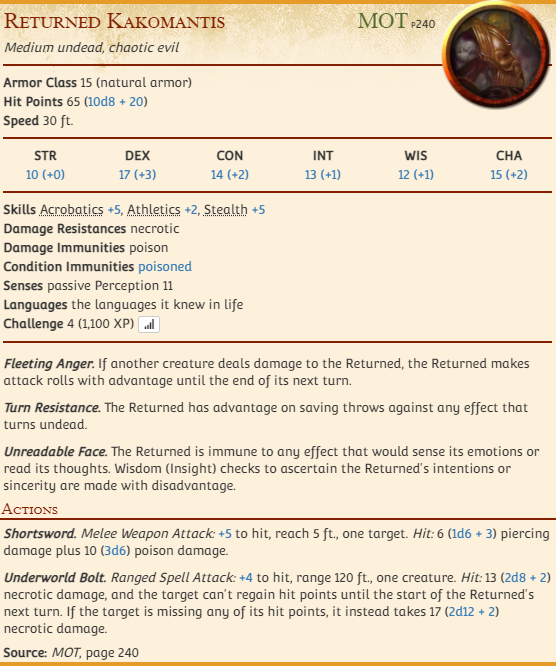 Returned Kakomantis MOT P240
Medium undead, chaotic evil
Armor Class 15 (natural armor)
Hit Points 65 (10d8 + 20)
Speed 30 ft.
STR DEX CON INT WIS CHA
10 (+0) 17 (+3) 14 (+2) 13 (+1) 12 (+1) 15 (+2)
Skills Acrobatics +5, Athletics +2, Stealth +5
Damage Resistances necrotic
Damage Immunities poison
Condition Immunities poisoned
Senses passive Perception 11
Languages the languages it knew in life
Challenge 4 (1,100 XP)
Fleeting Anger. If another creature deals damage to the Returned, the Returned makes
attack rolls with advantage until the end of its next turn.
Turn Resistance. The Returned has advantage on saving throws against any effect that
turns undead.
Unreadable Face. The Returned is immune to any effect that would sense its emotions or
read its thoughts. Wisdom (Insight) checks to ascertain the Returned's intentions or
sincerity are made with disadvantage.
Actions
Shortsword. Melee Weapon Attack: +5 to hit, reach 5 ft., one target. Hit: 6 (1d6 + 3) piercing
damage plus 10 (3d6) poison damage.
Underworld Bolt. Ranged Spell Attack: +4 to hit, range 120 ft., one creature. Hit: 13 (2d8 + 2)
necrotic damage, and the target can't regain hit points until the start of the Returned's
next turn. If the target is missing any of its hit points, it instead takes 17 (2d12 + 2)
necrotic damage.
Source: MOT, page 240